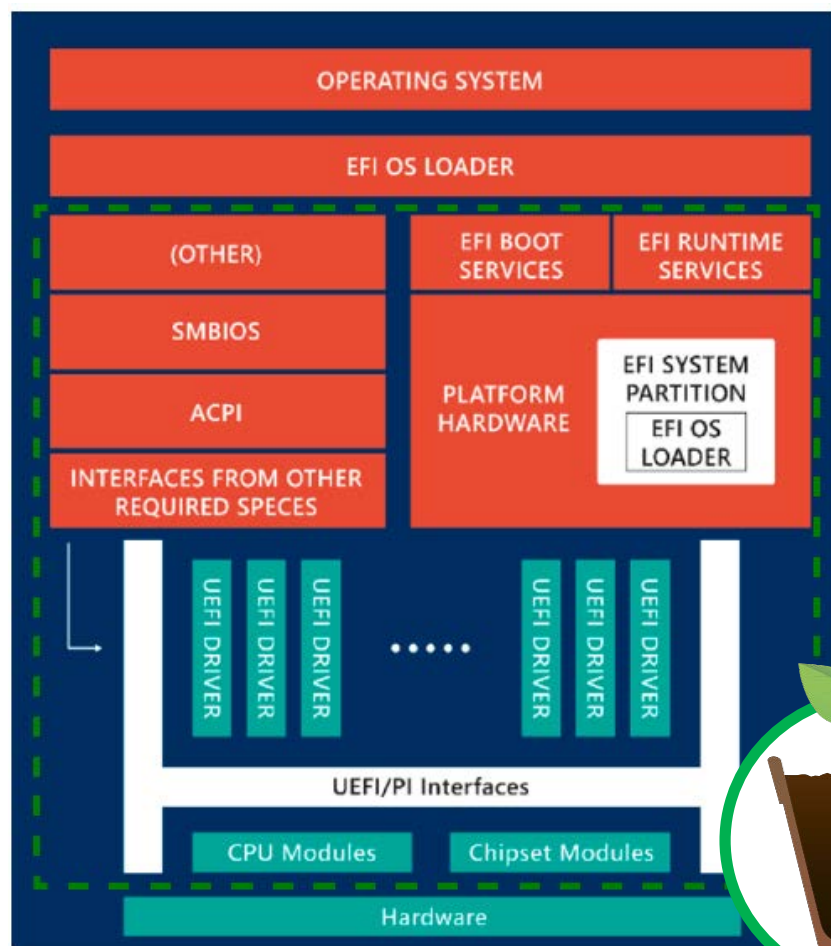 OPERATING SYSTEM
EFI OS LOADER
(OTHER)
SMBIOS
ACPI
INTERFACES FROM OTHER
REQUIRED SPECES
EFI BOOT
SERVICES
EFI RUNTIME
SERVICES
PLATFORM
HARDWARE
EFI SYSTEM
PARTITION
EFI OS
LOADER
UEFI DRIVER
UEFI DRIVER
UEFI DRIVER
UEFI DRIVER
UEFI DRIVER
UEFI DRIVER
UEFI/PI Interfaces
CPU Modules
Chipset Modules
Hardware